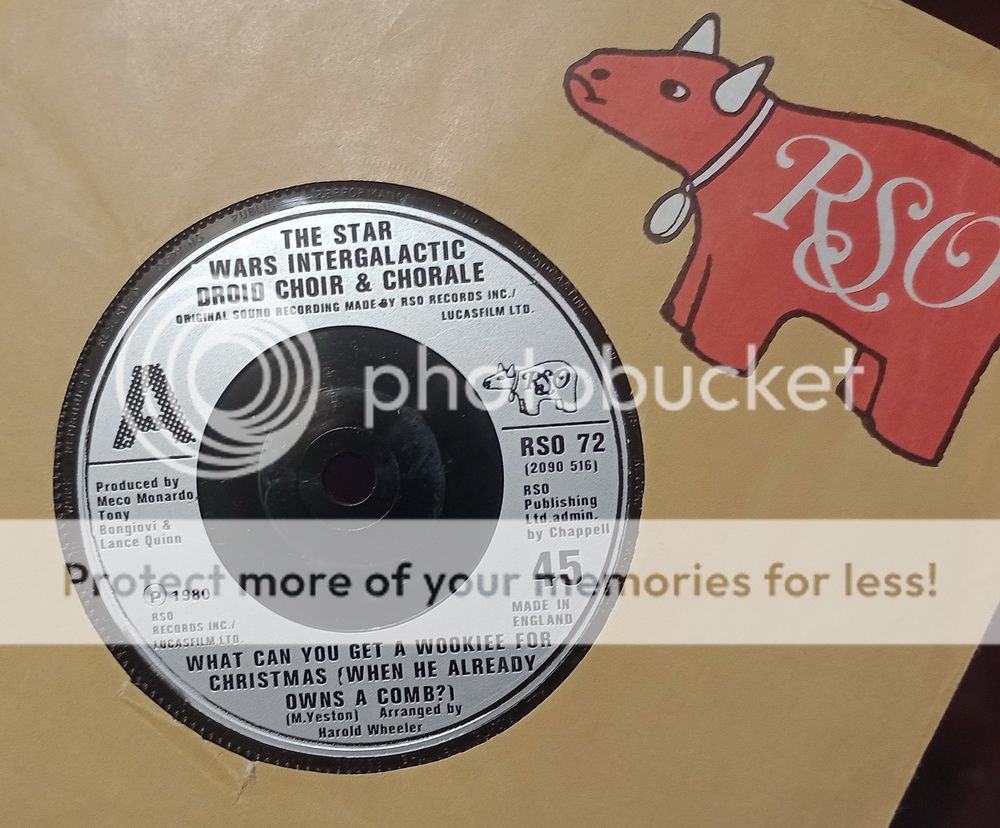 RSO
THE STAR
WARS INTERGALACTIC
DROID CHOIR & CHORALE
ORIGINAL SOUND RECORDING MADE BY RSO RECORDS INC./
LUCASFILM LTD.
A
RSO
RSO 72
(2090 516)
RSO
Publishing
Ltd.admin.
by Chappell
Produced by
Meco Monardo,
Tony
Bongiovi &
Lance Quinn
45
MADE IN
ENGLAND
℗ 1980
RSO
RECORDS INC./
LUCASFILM LTD.
WHAT CAN YOU GET A WOOKIEE FOR
CHRISTMAS (WHEN HE ALREADY
OWNS A COMB?)
(M.Yeston) Arranged by
Harold Wheeler
photobucket
Protect more of your memories for less!